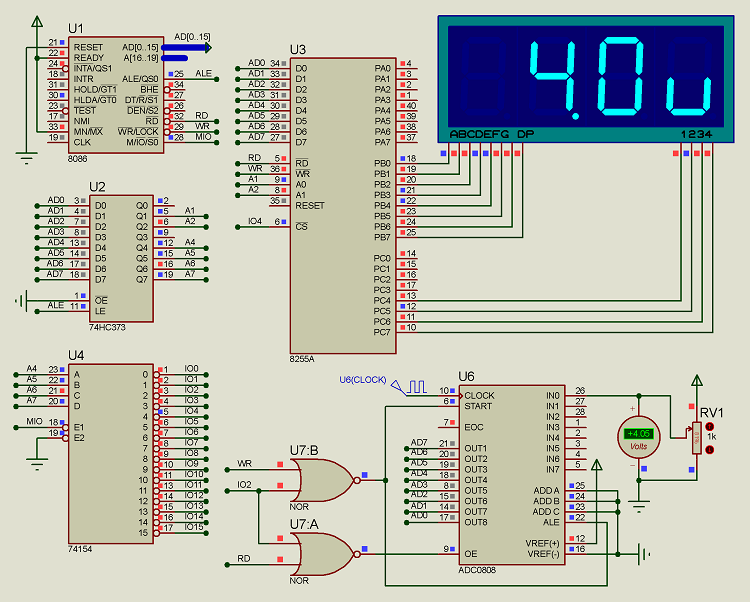 U1
AD[0..15]
21 RESET AD[0..15]
22 READY A[16..19]
24 INTA/QS1
18 INTR ALE/QS0 25 ALE
31 HOLD/GT1 BHE 34
30 HLDA/GT0 DT/R/S1 27
23 TEST DEN/S2 26
17 NMI RD 32 RD
33 MN/MX WR/LOCK 29 WR
19 CLK M/IO/S0 28 MIO
8086
U2
AD0 3 D0 Q0 2
AD1 4 D1 Q1 5 A1
AD2 7 D2 Q2 6 A2
AD3 8 D3 Q3 9
AD4 13 D4 Q4 12 A4
AD5 14 D5 Q5 15 A5
AD6 17 D6 Q6 16 A6
AD7 18 D7 Q7 19 A7
1 OE
ALE 11 LE
74HC373
U4
A4 23 A 0 1 IO0
A5 22 B 1 2 IO1
A6 21 C 2 3 IO2
A7 20 D 3 4 IO3
4 5 IO4
MIO 18 E1 5 6 IO5
19 E2 6 7 IO6
7 8 IO7
8 9 IO8
9 10 IO9
10 11 IO10
11 13 IO11
12 14 IO12
13 15 IO13
14 16 IO14
15 17 IO15
74154
U3
AD0 34 D0 PA0 4
AD1 33 D1 PA1 3
AD2 32 D2 PA2 2
AD3 31 D3 PA3 1
AD4 30 D4 PA4 40
AD5 29 D5 PA5 39
AD6 28 D6 PA6 38
AD7 27 D7 PA7 37
RD 5 RD PB0 18
WR 36 WR PB1 19
A1 9 A0 PB2 20
A2 8 A1 PB3 21
35 RESET PB4 22
PB5 23
IO4 6 CS PB6 24
PB7 25
PC0 14
PC1 15
PC2 16
PC3 17
PC4 13
PC5 12
PC6 11
PC7 10
8255A
4.0u
ABCDEFG DP 1234
U6(CLOCK)
U6
10 CLOCK IN0 26
6 START IN1 27
IN2 28
7 EOC IN3 1
IN4 2
AD7 21 OUT1 IN5 3
AD6 20 OUT2 IN6 4
AD5 19 OUT3 IN7 5
AD4 18 OUT4
AD3 8 OUT5 ADD A 25
AD2 15 OUT6 ADD B 24
AD1 14 OUT7 ADD C 23
AD0 17 OUT8 ALE 22
VREF(+) 12
9 OE VREF(-) 16
ADC0808
U7:B
WR
IO2
NOR
U7:A
RD
NOR
+4.05
Volts
RV1
1k